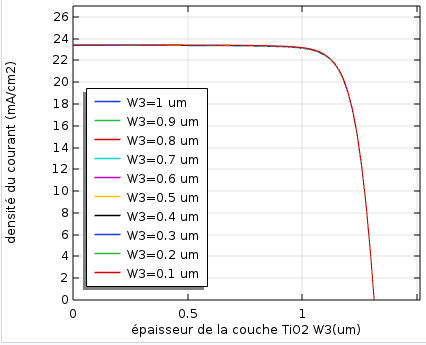 densité du courant (mA/cm2)
26
24
22
20
18
16
14
12
10
8
6
4
2
0
W3=1 um
W3=0.9 um
W3=0.8 um
W3=0.7 um
W3=0.6 um
W3=0.5 um
W3=0.4 um
W3=0.3 um
W3=0.2 um
W3=0.1 um
0 0.5 1
épaisseur de la couche TiO2 W3(um)